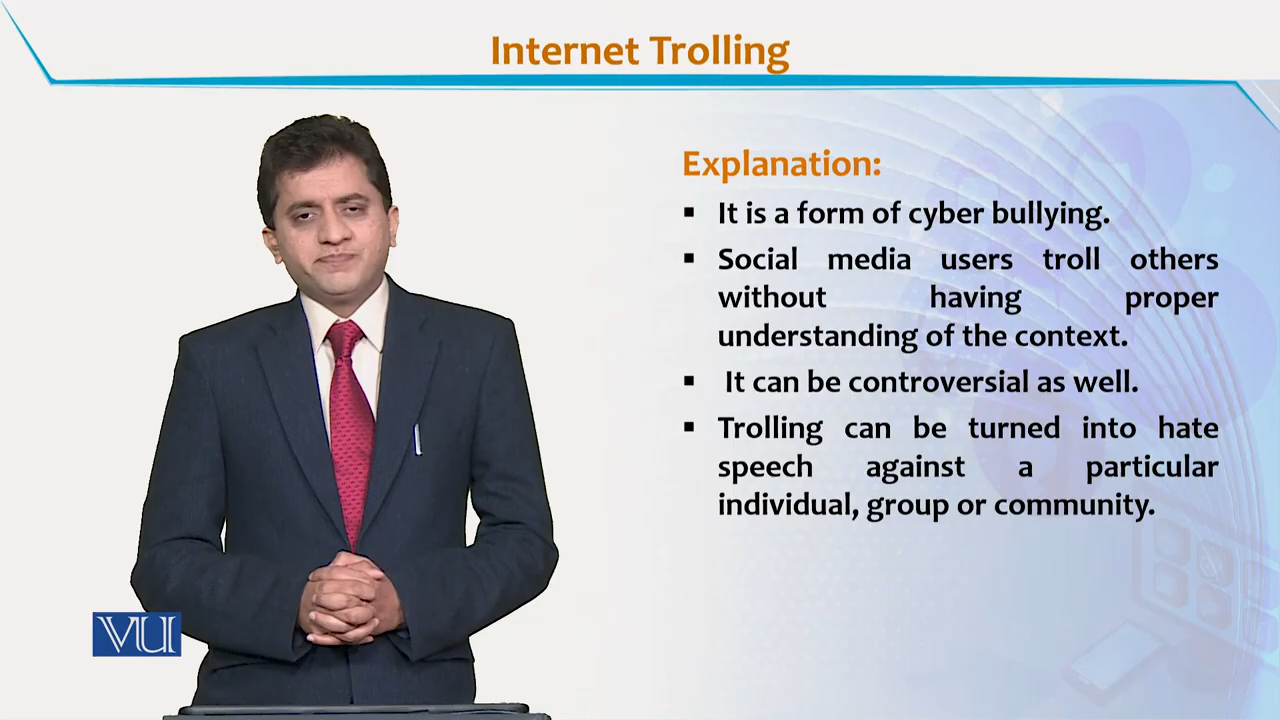 Internet Trolling
Explanation:
▪ It is a form of cyber bullying.
▪ Social media users troll others
without having proper
understanding of the context.
▪ It can be controversial as well.
▪ Trolling can be turned into hate
speech against a particular
individual, group or community.
VU